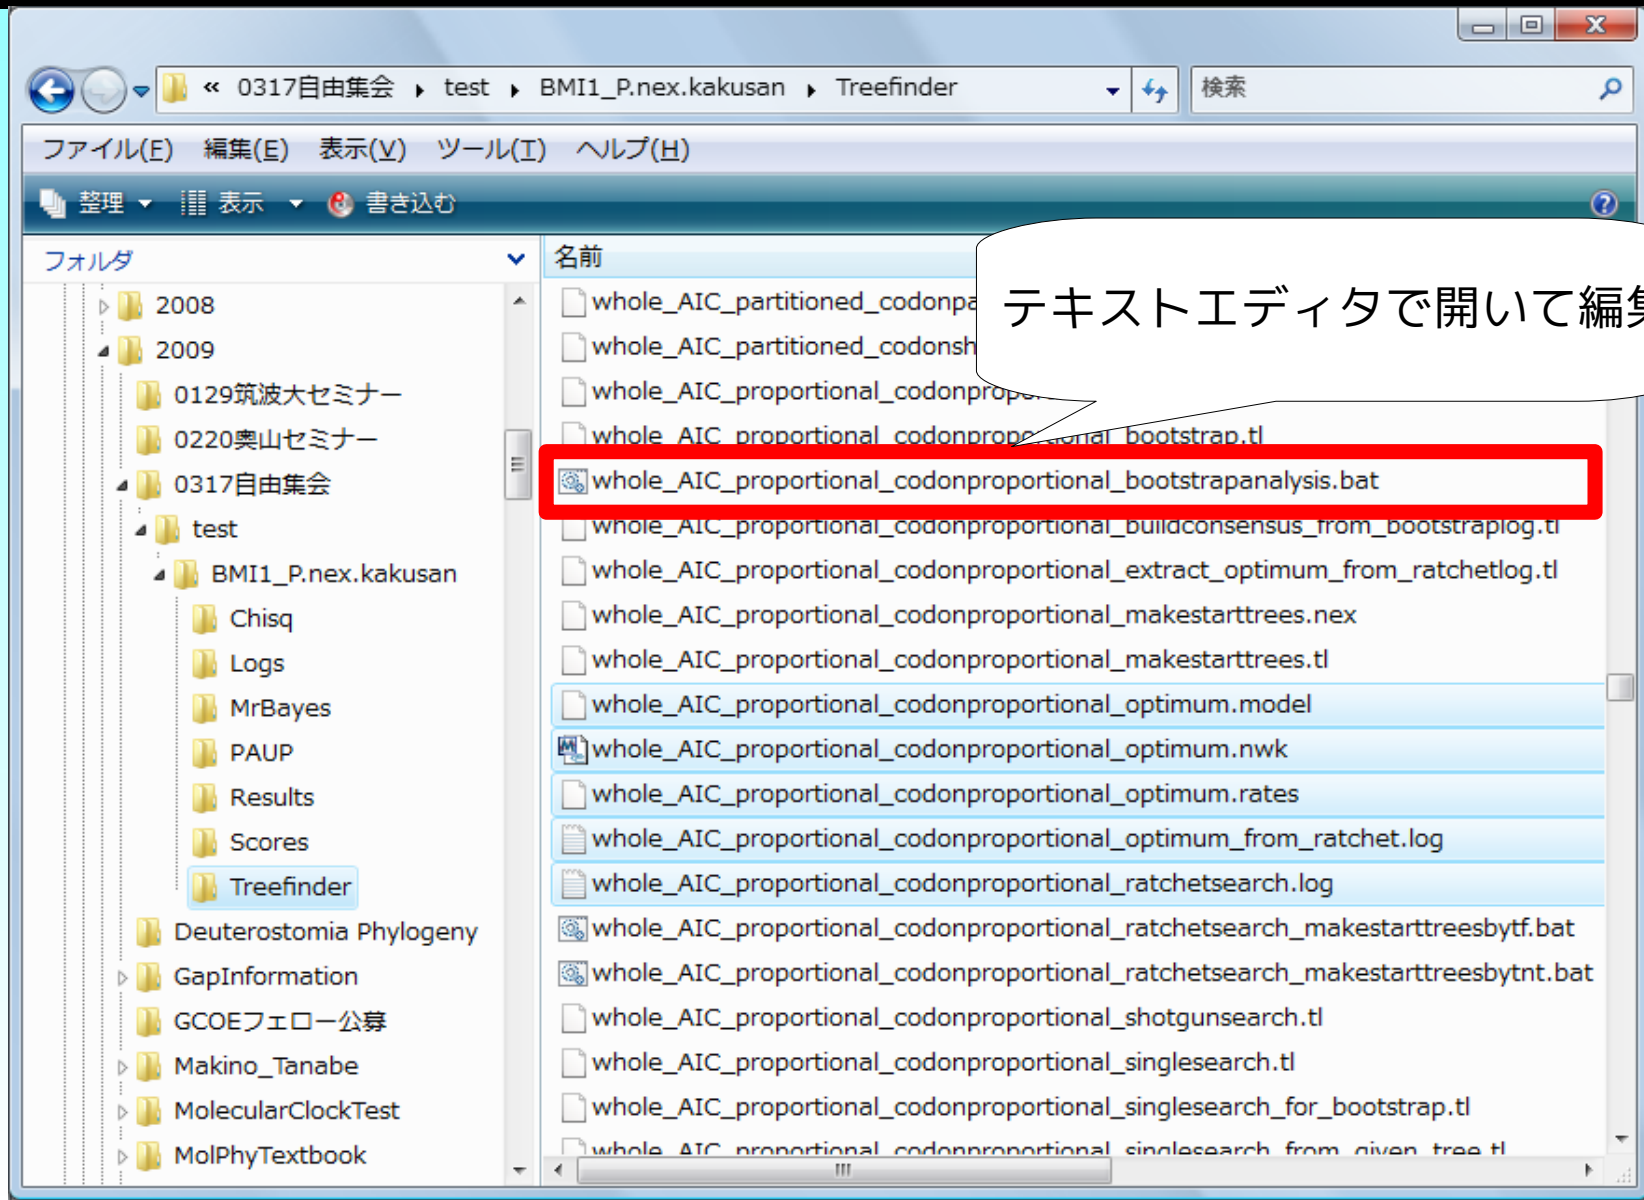 « 0317自由集会 ▸ test ▸ BMI1_P.nex.kakusan ▸ Treefinder
検索
ファイル(F) 編集(E) 表示(V) ツール(T) ヘルプ(H)
整理 表示 書き込む
フォルダ
2008
2009
0129筑波大セミナー
0220奥山セミナー
0317自由集会
test
BMI1_P.nex.kakusan
Chisq
Logs
MrBayes
PAUP
Results
Scores
Treefinder
Deuterostomia Phylogeny
GapInformation
GCOEフェロー公募
Makino_Tanabe
MolecularClockTest
MolPhyTextbook
名前
テキストエディタで開いて編集
whole_AIC_partitioned_codonpa
whole_AIC_partitioned_codonsh
whole_AIC_proportional_codonpropo
whole_AIC_proportional_codonproportional_bootstrap.tl
whole_AIC_proportional_codonproportional_bootstrapanalysis.bat
whole_AIC_proportional_codonproportional_buildconsensus_from_bootstraplog.tl
whole_AIC_proportional_codonproportional_extract_optimum_from_ratchetlog.tl
whole_AIC_proportional_codonproportional_makestarttrees.nex
whole_AIC_proportional_codonproportional_makestarttrees.tl
whole_AIC_proportional_codonproportional_optimum.model
whole_AIC_proportional_codonproportional_optimum.nwk
whole_AIC_proportional_codonproportional_optimum.rates
whole_AIC_proportional_codonproportional_optimum_from_ratchet.log
whole_AIC_proportional_codonproportional_ratchetsearch.log
whole_AIC_proportional_codonproportional_ratchetsearch_makestarttreesbytf.bat
whole_AIC_proportional_codonproportional_ratchetsearch_makestarttreesbytnt.bat
whole_AIC_proportional_codonproportional_shotgunsearch.tl
whole_AIC_proportional_codonproportional_singlesearch.tl
whole_AIC_proportional_codonproportional_singlesearch_for_bootstrap.tl
whole_AIC_proportional_codonproportional_singlesearch_from_given_tree.tl